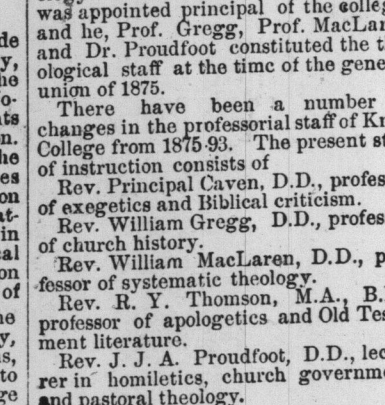 was appointed principal of the colleg
and he, Prof. Gregg, Prof. MacLar
and Dr. Proudfoot constituted the t
ological staff at the time of the gene
union of 1875.
There have been a number
changes in the professorial staff of Kn
College from 1875-93. The present st
of instruction consists of
Rev. Principal Caven, D.D., profes
of exegetics and Biblical criticism.
Rev. William Gregg, D.D., profes
of church history.
Rev. William MacLaren, D.D., p
fessor of systematic theology.
Rev. R. Y. Thomson, M.A., B.
professor of apologetics and Old Tes
ment literature.
Rev. J. J. A. Proudfoot, D.D., lec
rer in homiletics, church governme
and pastoral theology.